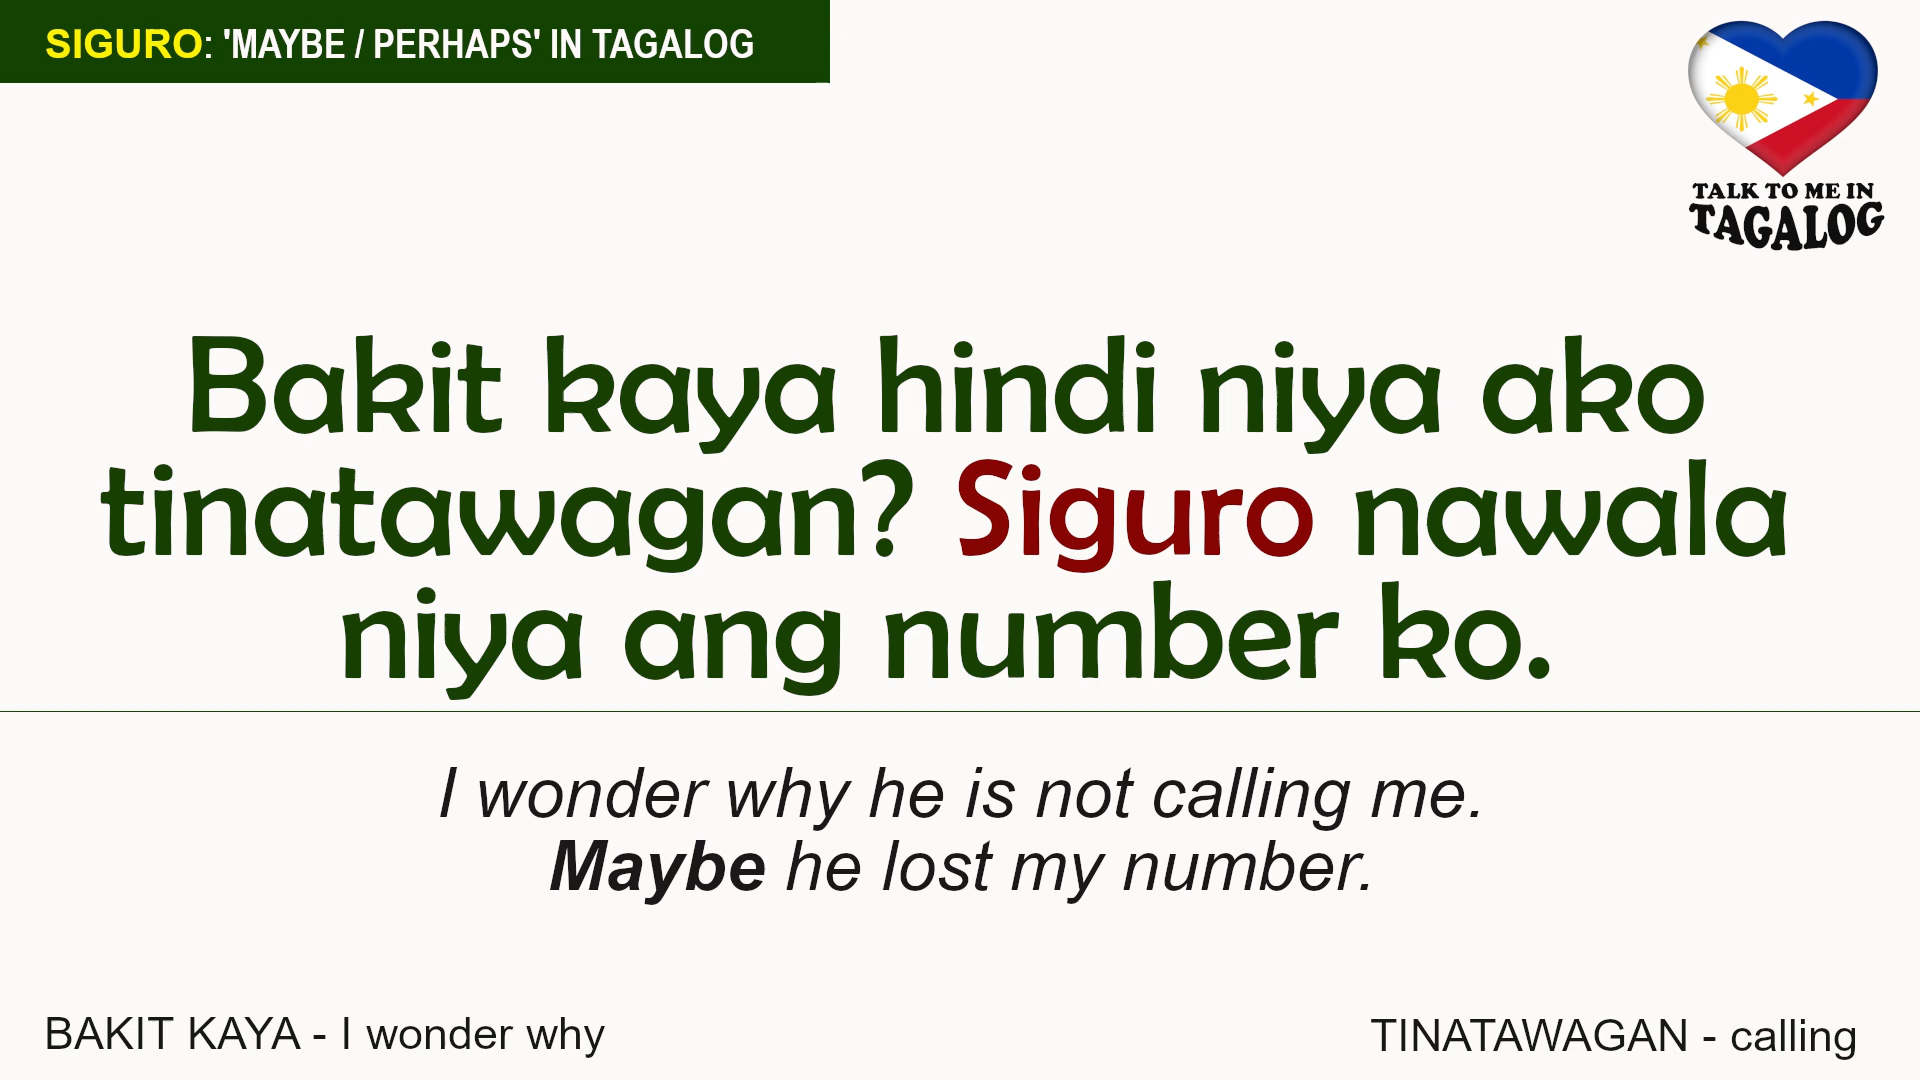 SIGURO: 'MAYBE / PERHAPS' IN TAGALOG
TALK TO ME IN
TAGALOG
Bakit kaya hindi niya ako
tinatawagan? Siguro nawala
niya ang number ko.
I wonder why he is not calling me.
Maybe he lost my number.
BAKIT KAYA - I wonder why
TINATAWAGAN - calling